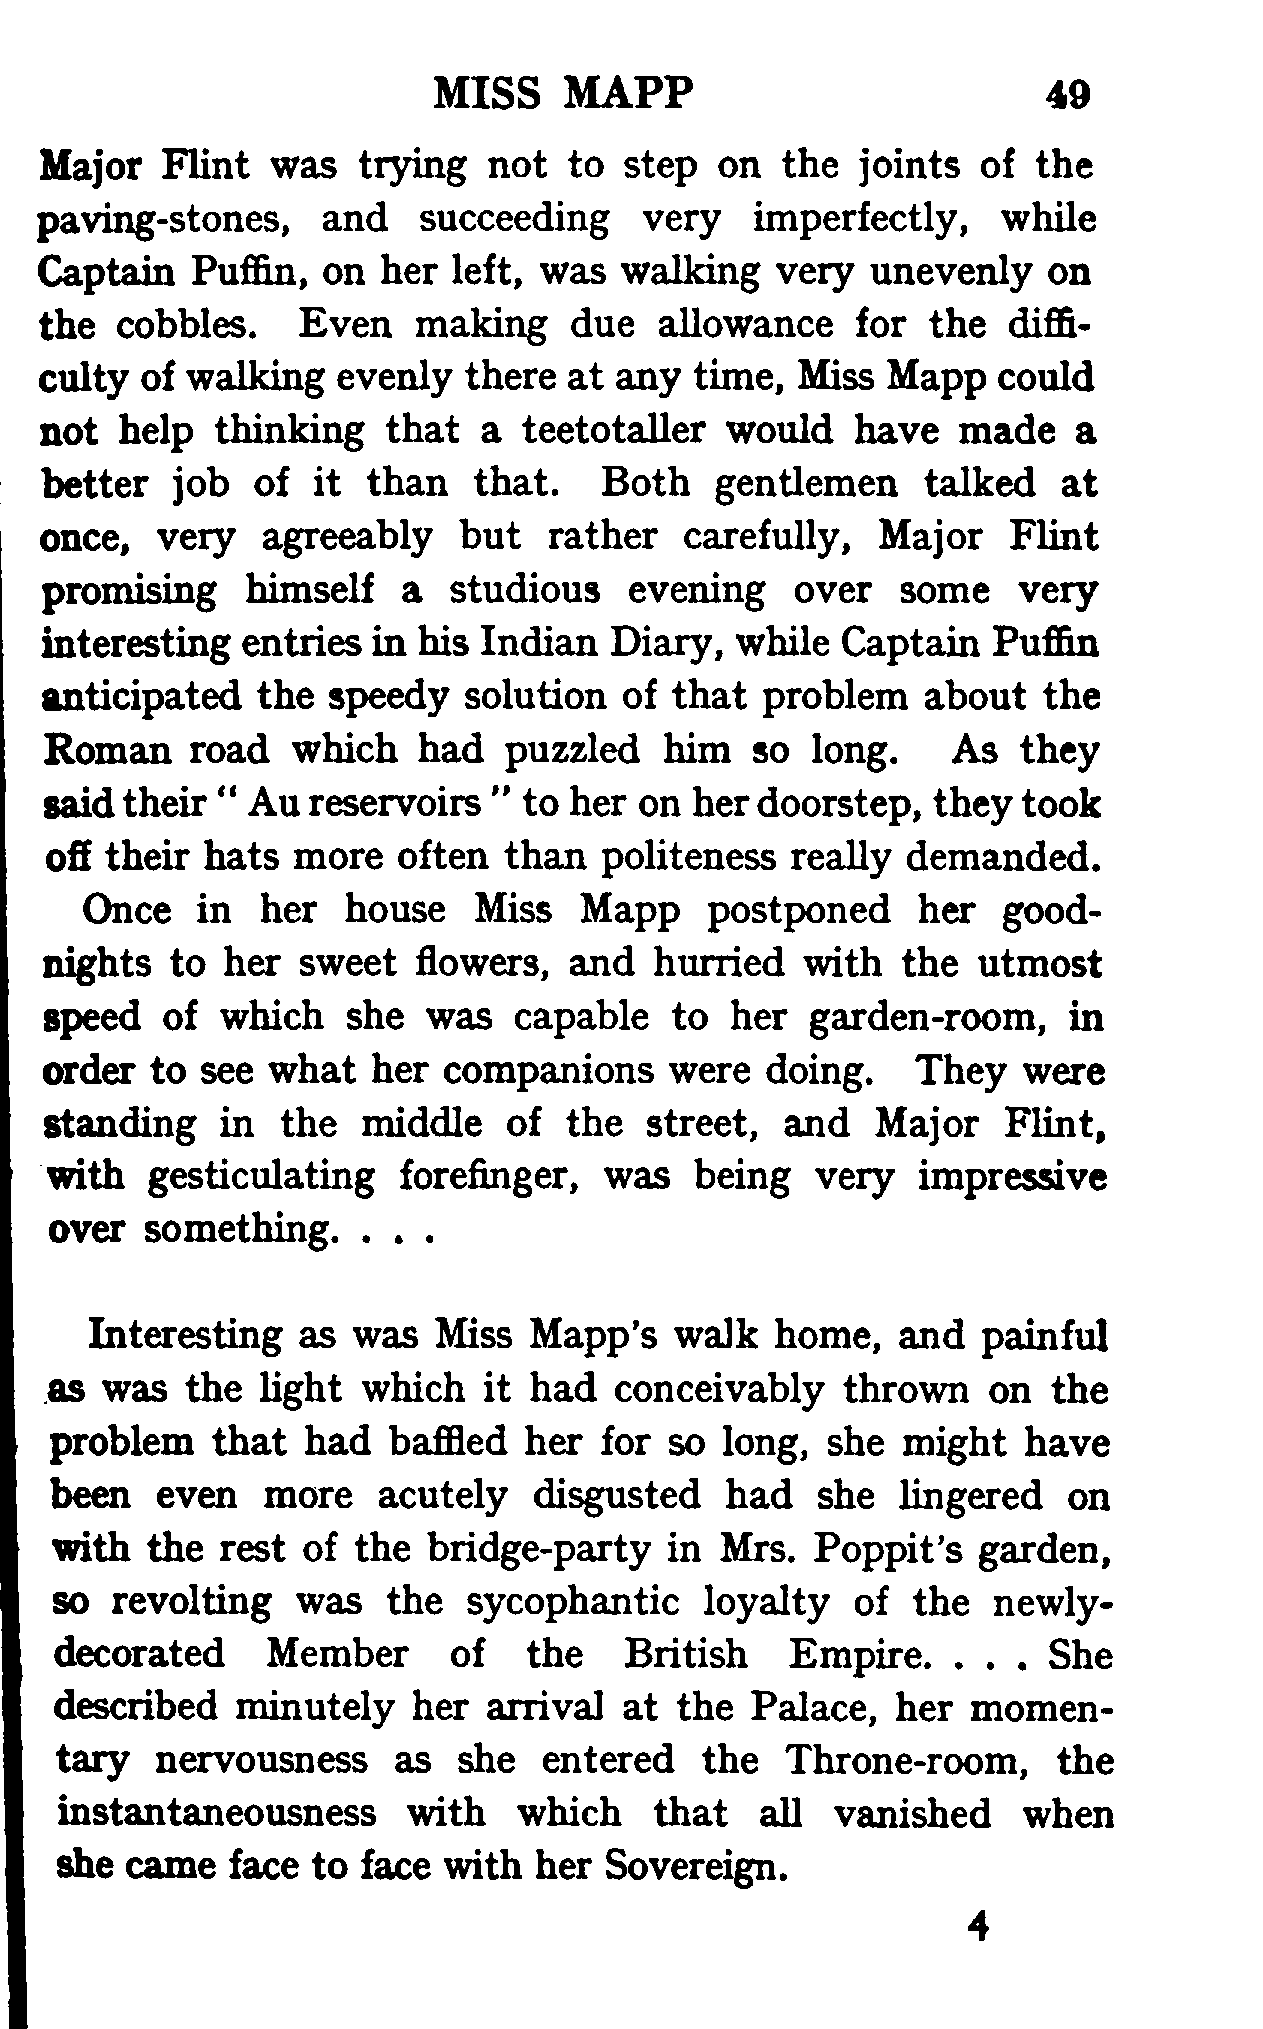 MISS MAPP 49
Major Flint was trying not to step on the joints of the
paving-stones, and succeeding very imperfectly, while
Captain Puffin, on her left, was walking very unevenly on
the cobbles. Even making due allowance for the diffi-
culty of walking evenly there at any time, Miss Mapp could
not help thinking that a teetotaller would have made a
better job of it than that. Both gentlemen talked at
once, very agreeably but rather carefully, Major Flint
promising himself a studious evening over some very
interesting entries in his Indian Diary, while Captain Puffin
anticipated the speedy solution of that problem about the
Roman road which had puzzled him so long. As they
said their " Au reservoirs " to her on her doorstep, they took
off their hats more often than politeness really demanded.
Once in her house Miss Mapp postponed her good-
nights to her sweet flowers, and hurried with the utmost
speed of which she was capable to her garden-room, in
order to see what her companions were doing. They were
standing in the middle of the street, and Major Flint,
with gesticulating forefinger, was being very impressive
over something. . . .
Interesting as was Miss Mapp's walk home, and painful
as was the light which it had conceivably thrown on the
problem that had baffled her for so long, she might have
been even more acutely disgusted had she lingered on
with the rest of the bridge-party in Mrs. Poppit's garden,
so revolting was the sycophantic loyalty of the newly-
decorated Member of the British Empire. . . . She
described minutely her arrival at the Palace, her momen-
tary nervousness as she entered the Throne-room, the
instantaneousness with which that all vanished when
she came face to face with her Sovereign.
4